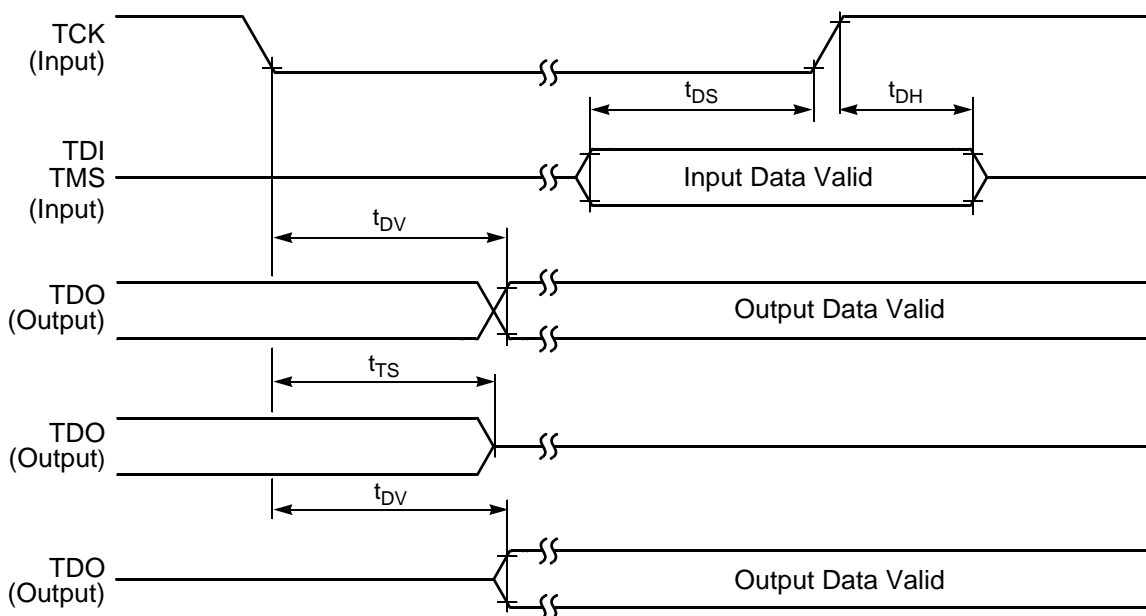 TCK
(Input)
tDS
tDH
TDI
TMS
(Input)
Input Data Valid
tDV
TDO
(Output)
Output Data Valid
tTS
TDO
(Output)
tDV
TDO
(Output)
Output Data Valid